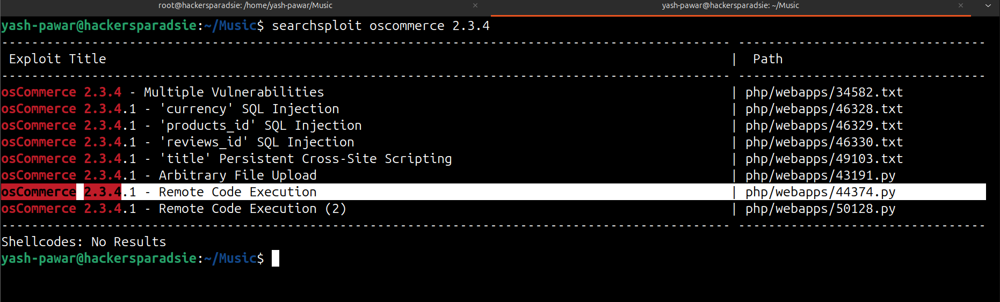 root@hackersparadsie: /home/yash-pawar/Music × yash-pawar@hackersparadsie: ~/Music ×
yash-pawar@hackersparadsie:~/Music$ searchsploit oscommerce 2.3.4
------------------------------------------------------------------------------------------------- ---------------------------------
Exploit Title | Path
------------------------------------------------------------------------------------------------- ---------------------------------
osCommerce 2.3.4 - Multiple Vulnerabilities | php/webapps/34582.txt
osCommerce 2.3.4.1 - 'currency' SQL Injection | php/webapps/46328.txt
osCommerce 2.3.4.1 - 'products_id' SQL Injection | php/webapps/46329.txt
osCommerce 2.3.4.1 - 'reviews_id' SQL Injection | php/webapps/46330.txt
osCommerce 2.3.4.1 - 'title' Persistent Cross-Site Scripting | php/webapps/49103.txt
osCommerce 2.3.4.1 - Arbitrary File Upload | php/webapps/43191.py
osCommerce 2.3.4.1 - Remote Code Execution | php/webapps/44374.py
osCommerce 2.3.4.1 - Remote Code Execution (2) | php/webapps/50128.py
------------------------------------------------------------------------------------------------- ---------------------------------
Shellcodes: No Results
yash-pawar@hackersparadsie:~/Music$